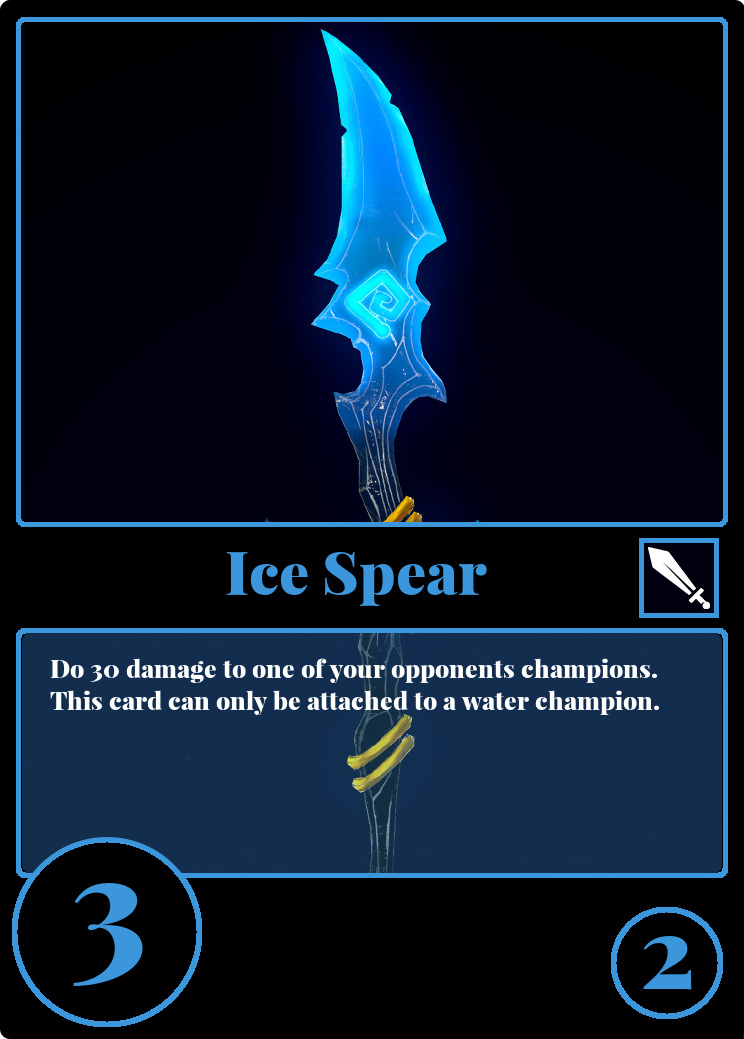 Ice Spear
Do 30 damage to one of your opponents champions.
This card can only be attached to a water champion.
3
2